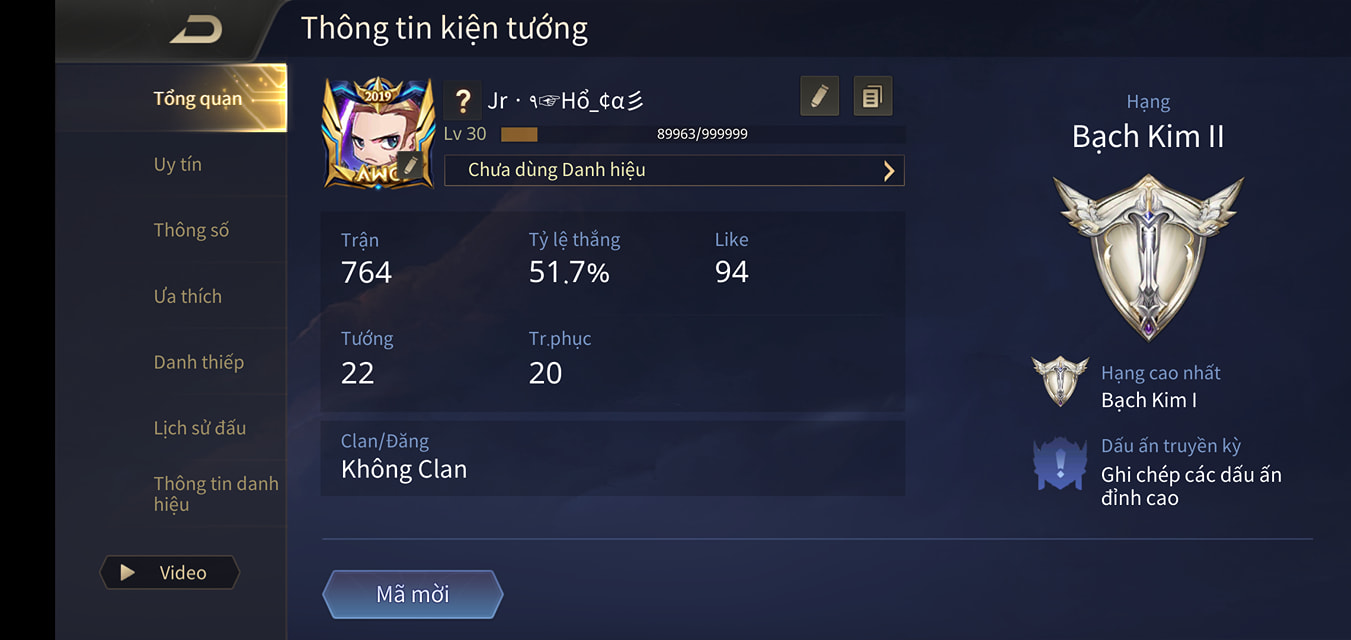 Thông tin kiện tướng
Tổng quan
Uy tín
Thông số
Ưa thích
Danh thiếp
Lịch sử đấu
Thông tin danh
hiệu
Video
2019
AWC
? Jr · ٩☞Hổ_¢α彡
Lv 30 89963/999999
Chưa dùng Danh hiệu
Trận Tỷ lệ thắng Like
764 51.7% 94
Tướng Tr.phục
22 20
Clan/Đăng
Không Clan
Mã mời
Hạng
Bạch Kim II
Hạng cao nhất
Bạch Kim I
Dấu ấn truyền kỳ
Ghi chép các dấu ấn
đỉnh cao